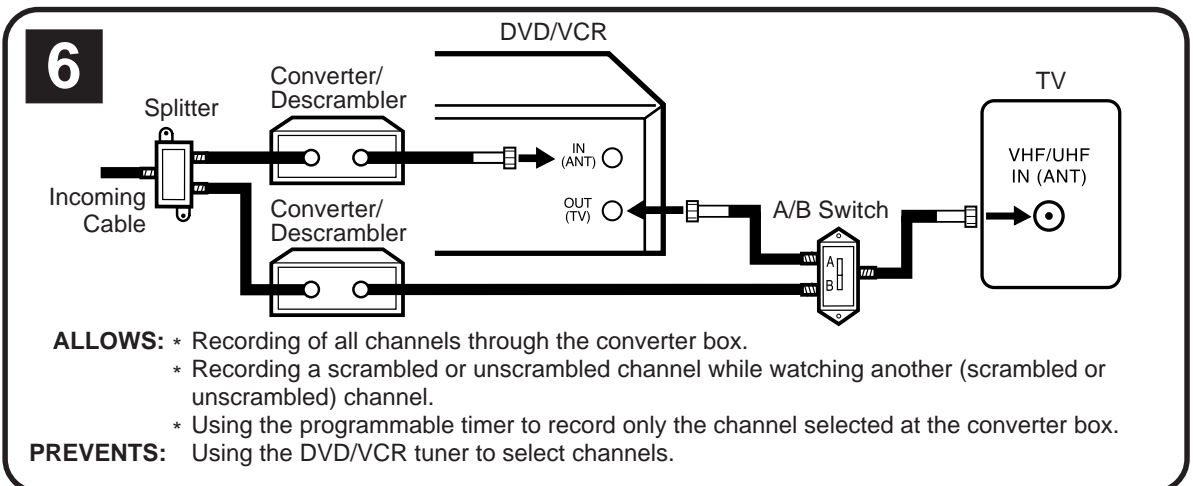 6
DVD/VCR
TV
Converter/
Descrambler
Splitter
IN
(ANT)
VHF/UHF
IN (ANT)
Incoming
Cable
Converter/
Descrambler
OUT
(TV)
A/B Switch
A
B
ALLOWS: * Recording of all channels through the converter box.
* Recording a scrambled or unscrambled channel while watching another (scrambled or
unscrambled) channel.
* Using the programmable timer to record only the channel selected at the converter box.
PREVENTS: Using the DVD/VCR tuner to select channels.